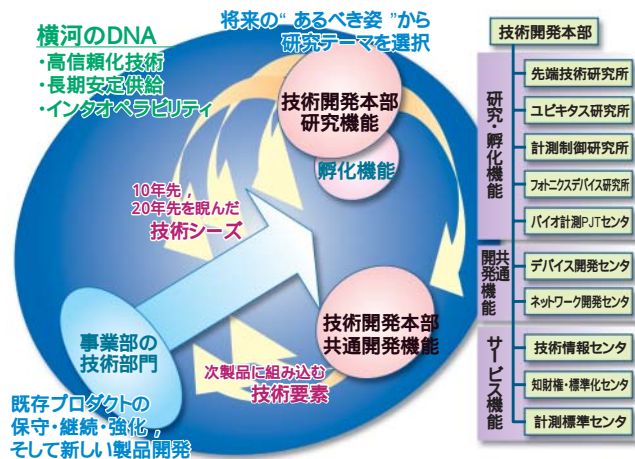 横河のDNA
・高信頼化技術
・長期安定供給
・インタオペラビリティ
将来の“ あるべき姿 ”から
研究テーマを選択
技術開発本部
研究機能
孵化機能
10年先，
20年先を睨んだ
技術シーズ
事業部の
技術部門
技術開発本部
共通開発機能
次製品に組み込む
技術要素
既存プロダクトの
保守・継続・強化，
そして新しい製品開発
技術開発本部
研究・孵化機能
先端技術研究所
ユビキタス研究所
計測制御研究所
フォトニクスデバイス研究所
バイオ計測PJTセンタ
共通
開発機能
デバイス開発センタ
ネットワーク開発センタ
サービス機能
技術情報センタ
知財権・標準化センタ
計測標準センタ